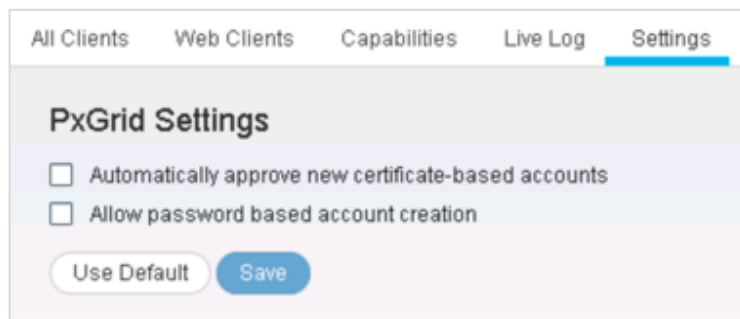 All Clients Web Clients Capabilities Live Log Settings
PxGrid Settings
Automatically approve new certificate-based accounts
Allow password based account creation
Use Default Save